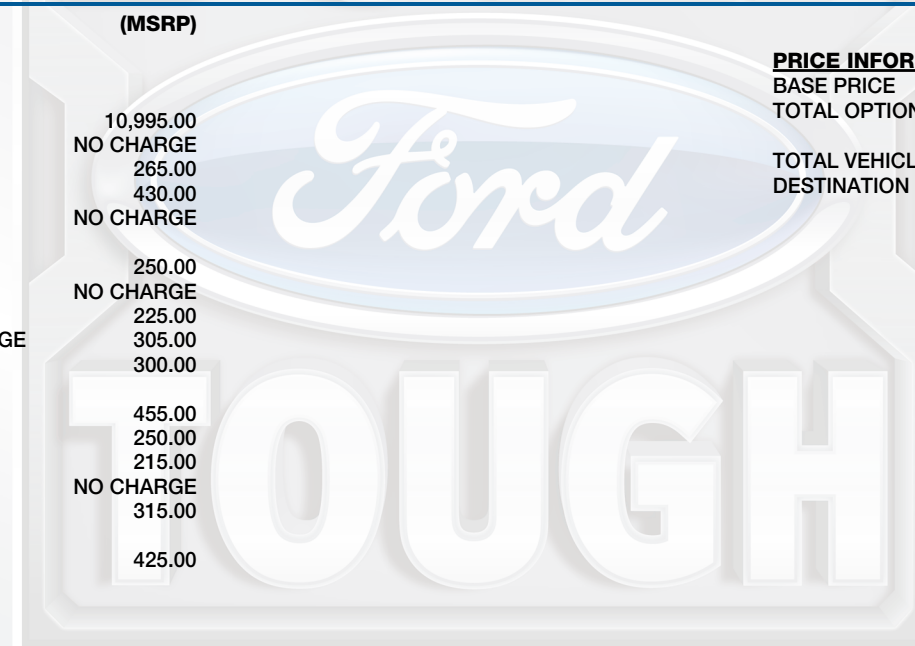 (MSRP)
10,995.00
NO CHARGE
265.00
430.00
NO CHARGE
250.00
NO CHARGE
225.00
GE 305.00
300.00
455.00
250.00
215.00
NO CHARGE
315.00
425.00
PRICE INFOR
BASE PRICE
TOTAL OPTION
TOTAL VEHICL
DESTINATION
Ford
TOUGH